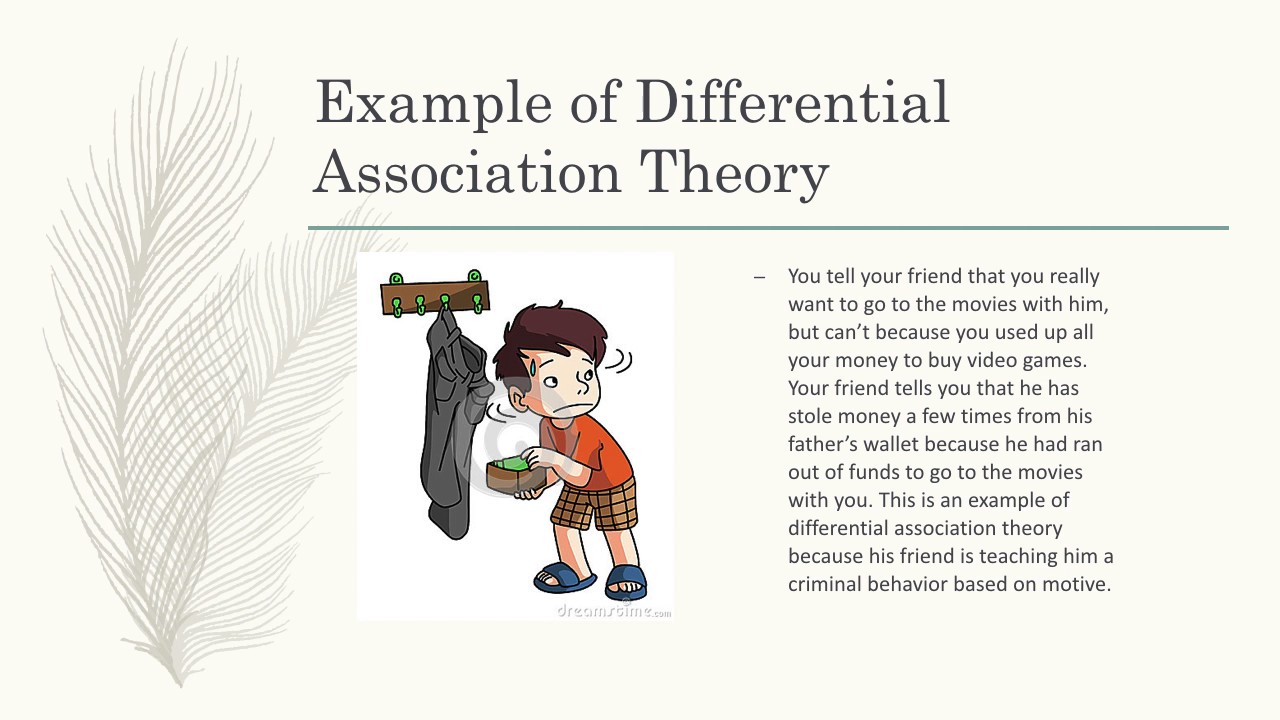 Example of Differential
Association Theory
– You tell your friend that you really
want to go to the movies with him,
but can’t because you used up all
your money to buy video games.
Your friend tells you that he has
stole money a few times from his
father’s wallet because he had ran
out of funds to go to the movies
with you. This is an example of
differential association theory
because his friend is teaching him a
criminal behavior based on motive.
dreamstime.com